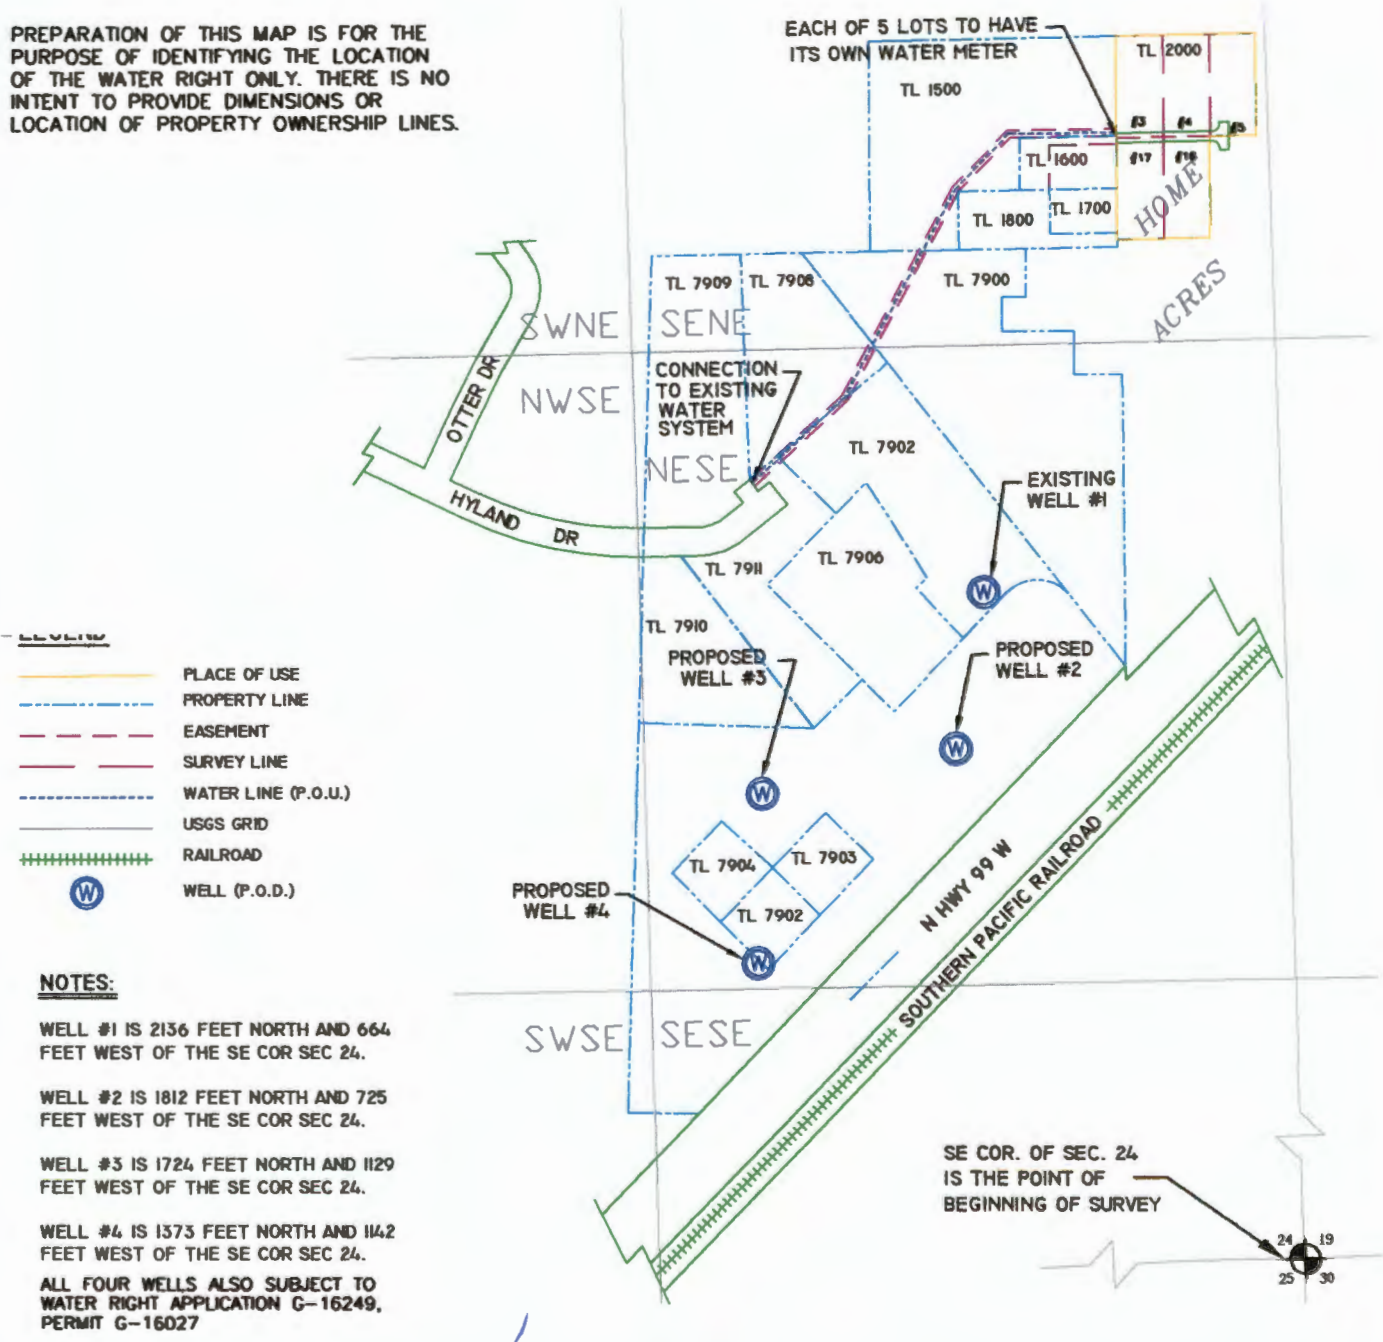 PREPARATION OF THIS MAP IS FOR THE
PURPOSE OF IDENTIFYING THE LOCATION
OF THE WATER RIGHT ONLY. THERE IS NO
INTENT TO PROVIDE DIMENSIONS OR
LOCATION OF PROPERTY OWNERSHIP LINES.
EACH OF 5 LOTS TO HAVE
ITS OWN WATER METER
TL 2000
TL 1500
#3
#4
#5
TL 1600
#17
#18
HOME
ACRES
TL 1700
TL 1800
TL 7909
TL 7908
TL 7900
SWNE
SENE
OTTER DR
NWSE
CONNECTION
TO EXISTING
WATER
SYSTEM
NESE
TL 7902
EXISTING
WELL #1
HYLAND DR
TL 7911
TL 7906
W
TL 7910
PROPOSED
WELL #3
PROPOSED
WELL #2
W
W
LEGEND
PLACE OF USE
PROPERTY LINE
EASEMENT
SURVEY LINE
WATER LINE (P.O.U.)
USGS GRID
RAILROAD
W
WELL (P.O.D.)
TL 7904
TL 7903
TL 7902
PROPOSED
WELL #4
W
N HWY 99 W
SOUTHERN PACIFIC RAILROAD
SWSE
SESE
NOTES:
WELL #1 IS 2136 FEET NORTH AND 664
FEET WEST OF THE SE COR SEC 24.
WELL #2 IS 1812 FEET NORTH AND 725
FEET WEST OF THE SE COR SEC 24.
WELL #3 IS 1724 FEET NORTH AND 1129
FEET WEST OF THE SE COR SEC 24.
WELL #4 IS 1373 FEET NORTH AND 1142
FEET WEST OF THE SE COR SEC 24.
ALL FOUR WELLS ALSO SUBJECT TO
WATER RIGHT APPLICATION G-16249,
PERMIT G-16027
SE COR. OF SEC. 24
IS THE POINT OF
BEGINNING OF SURVEY
24 19
25 30